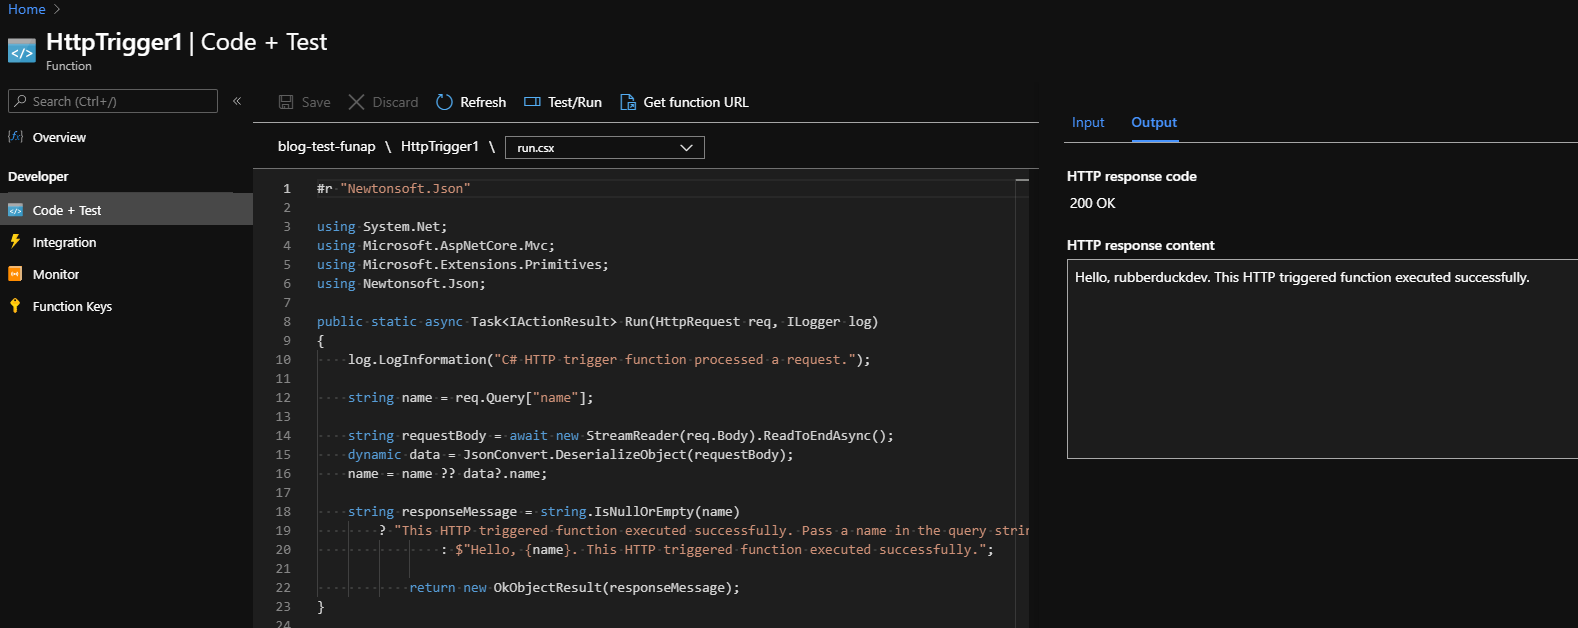 Home >
HttpTrigger1 | Code + Test
Function
Search (Ctrl+/)
«
Overview
Developer
Code + Test
Integration
Monitor
Function Keys
Save Discard Refresh Test/Run Get function URL
blog-test-funap \ HttpTrigger1 \ run.csx
1 #r "Newtonsoft.Json"
2
3 using System.Net;
4 using Microsoft.AspNetCore.Mvc;
5 using Microsoft.Extensions.Primitives;
6 using Newtonsoft.Json;
7
8 public static async Task<IActionResult> Run(HttpRequest req, ILogger log)
9 {
10 log.LogInformation("C# HTTP trigger function processed a request.");
11
12 string name = req.Query["name"];
13
14 string requestBody = await new StreamReader(req.Body).ReadToEndAsync();
15 dynamic data = JsonConvert.DeserializeObject(requestBody);
16 name = name ?? data?.name;
17
18 string responseMessage = string.IsNullOrEmpty(name)
19 ? "This HTTP triggered function executed successfully. Pass a name in the query strin
20 : $"Hello, {name}. This HTTP triggered function executed successfully.";
21
22 return new OkObjectResult(responseMessage);
23 }
24
Input Output
HTTP response code
200 OK
HTTP response content
Hello, rubberduckdev. This HTTP triggered function executed successfully.